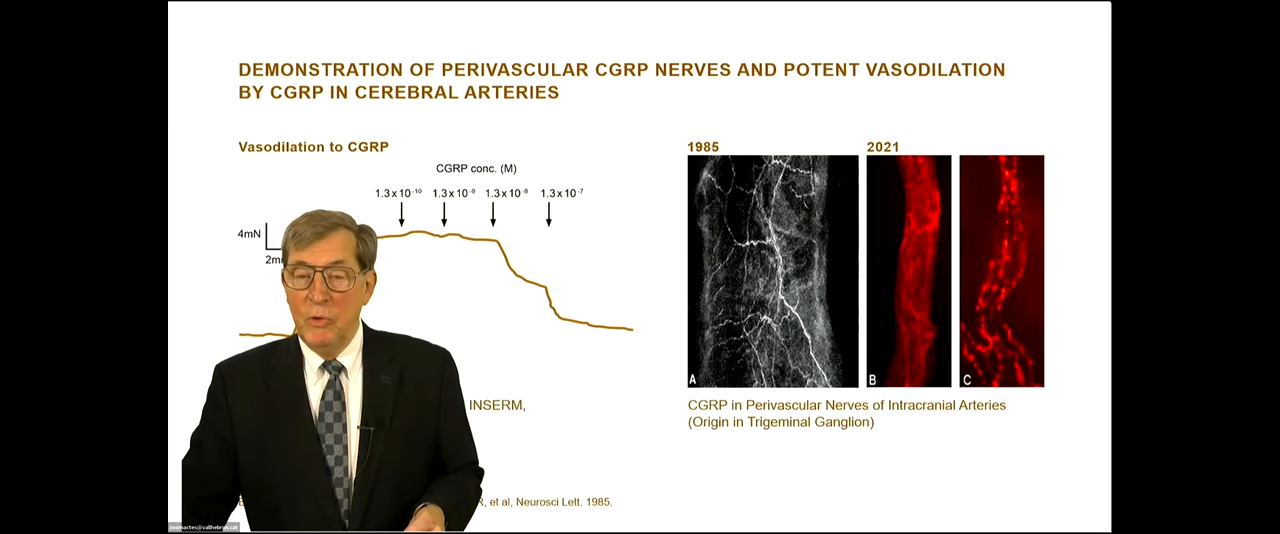 DEMONSTRATION OF PERIVASCULAR CGRP NERVES AND POTENT VASODILATION
BY CGRP IN CEREBRAL ARTERIES
Vasodilation to CGRP
CGRP conc. (M)
1.3 x 10⁻¹⁰ 1.3 x 10⁻⁹ 1.3 x 10⁻⁸ 1.3 x 10⁻⁷
4mN
INSERM,
, et al, Neurosci Lett. 1985.
1985
2021
A
B
C
CGRP in Perivascular Nerves of Intracranial Arteries
(Origin in Trigeminal Ganglion)